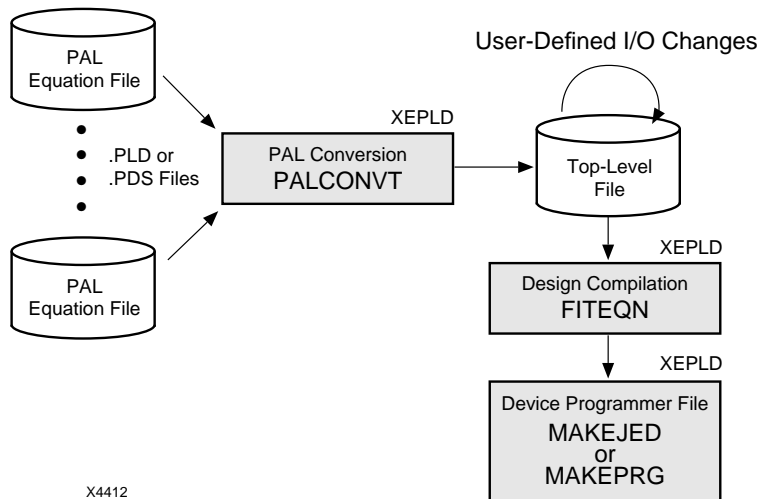 PAL
Equation File
.PLD or
.PDS Files
PAL
Equation File
XEPLD
PAL Conversion
PALCONVT
User-Defined I/O Changes
Top-Level
File
XEPLD
Design Compilation
FITEQN
XEPLD
Device Programmer File
MAKEJED
or
MAKEPRG
X4412